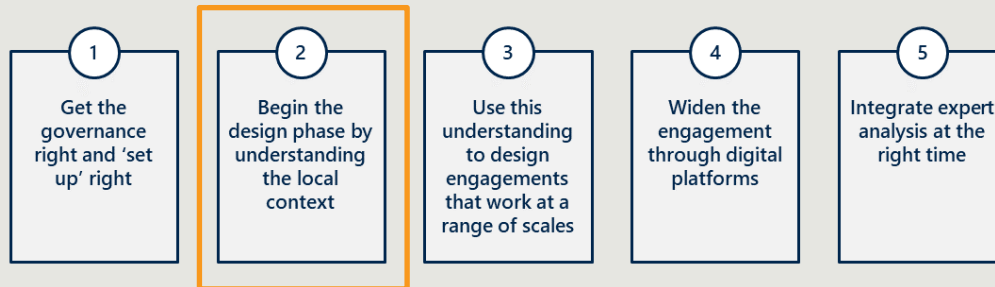 1
Get the
governance
right and ‘set
up’ right
2
Begin the
design phase by
understanding
the local
context
3
Use this
understanding
to design
engagements
that work at a
range of scales
4
Widen the
engagement
through digital
platforms
5
Integrate expert
analysis at the
right time